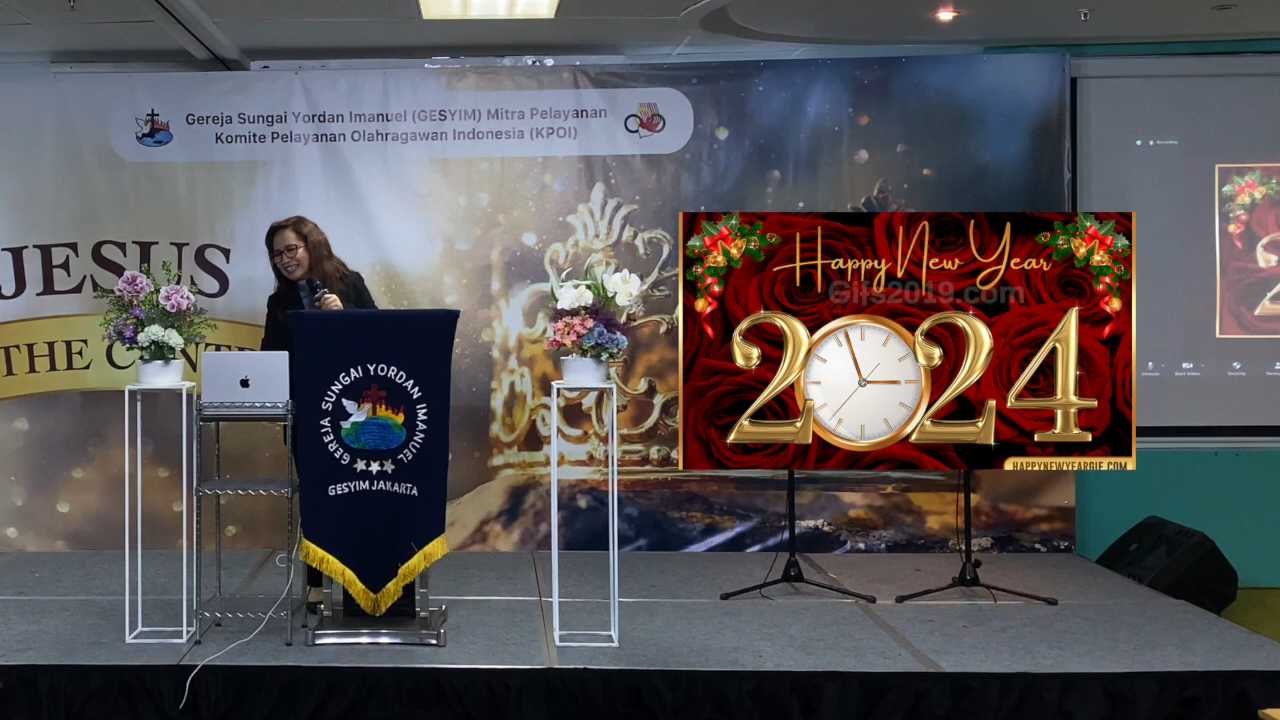 Gereja Sungai Yordan Imanuel (GESYIM) Mitra Pelayanan
Komite Pelayanan Olahragawan Indonesia (KPOI)
JESUS
THE
GEREJA SUNGAI YORDAN IMANUEL
GESYIM JAKARTA
Happy New Year
Gifs2019.com
2024
HAPPYNEWYEARGIF.COM